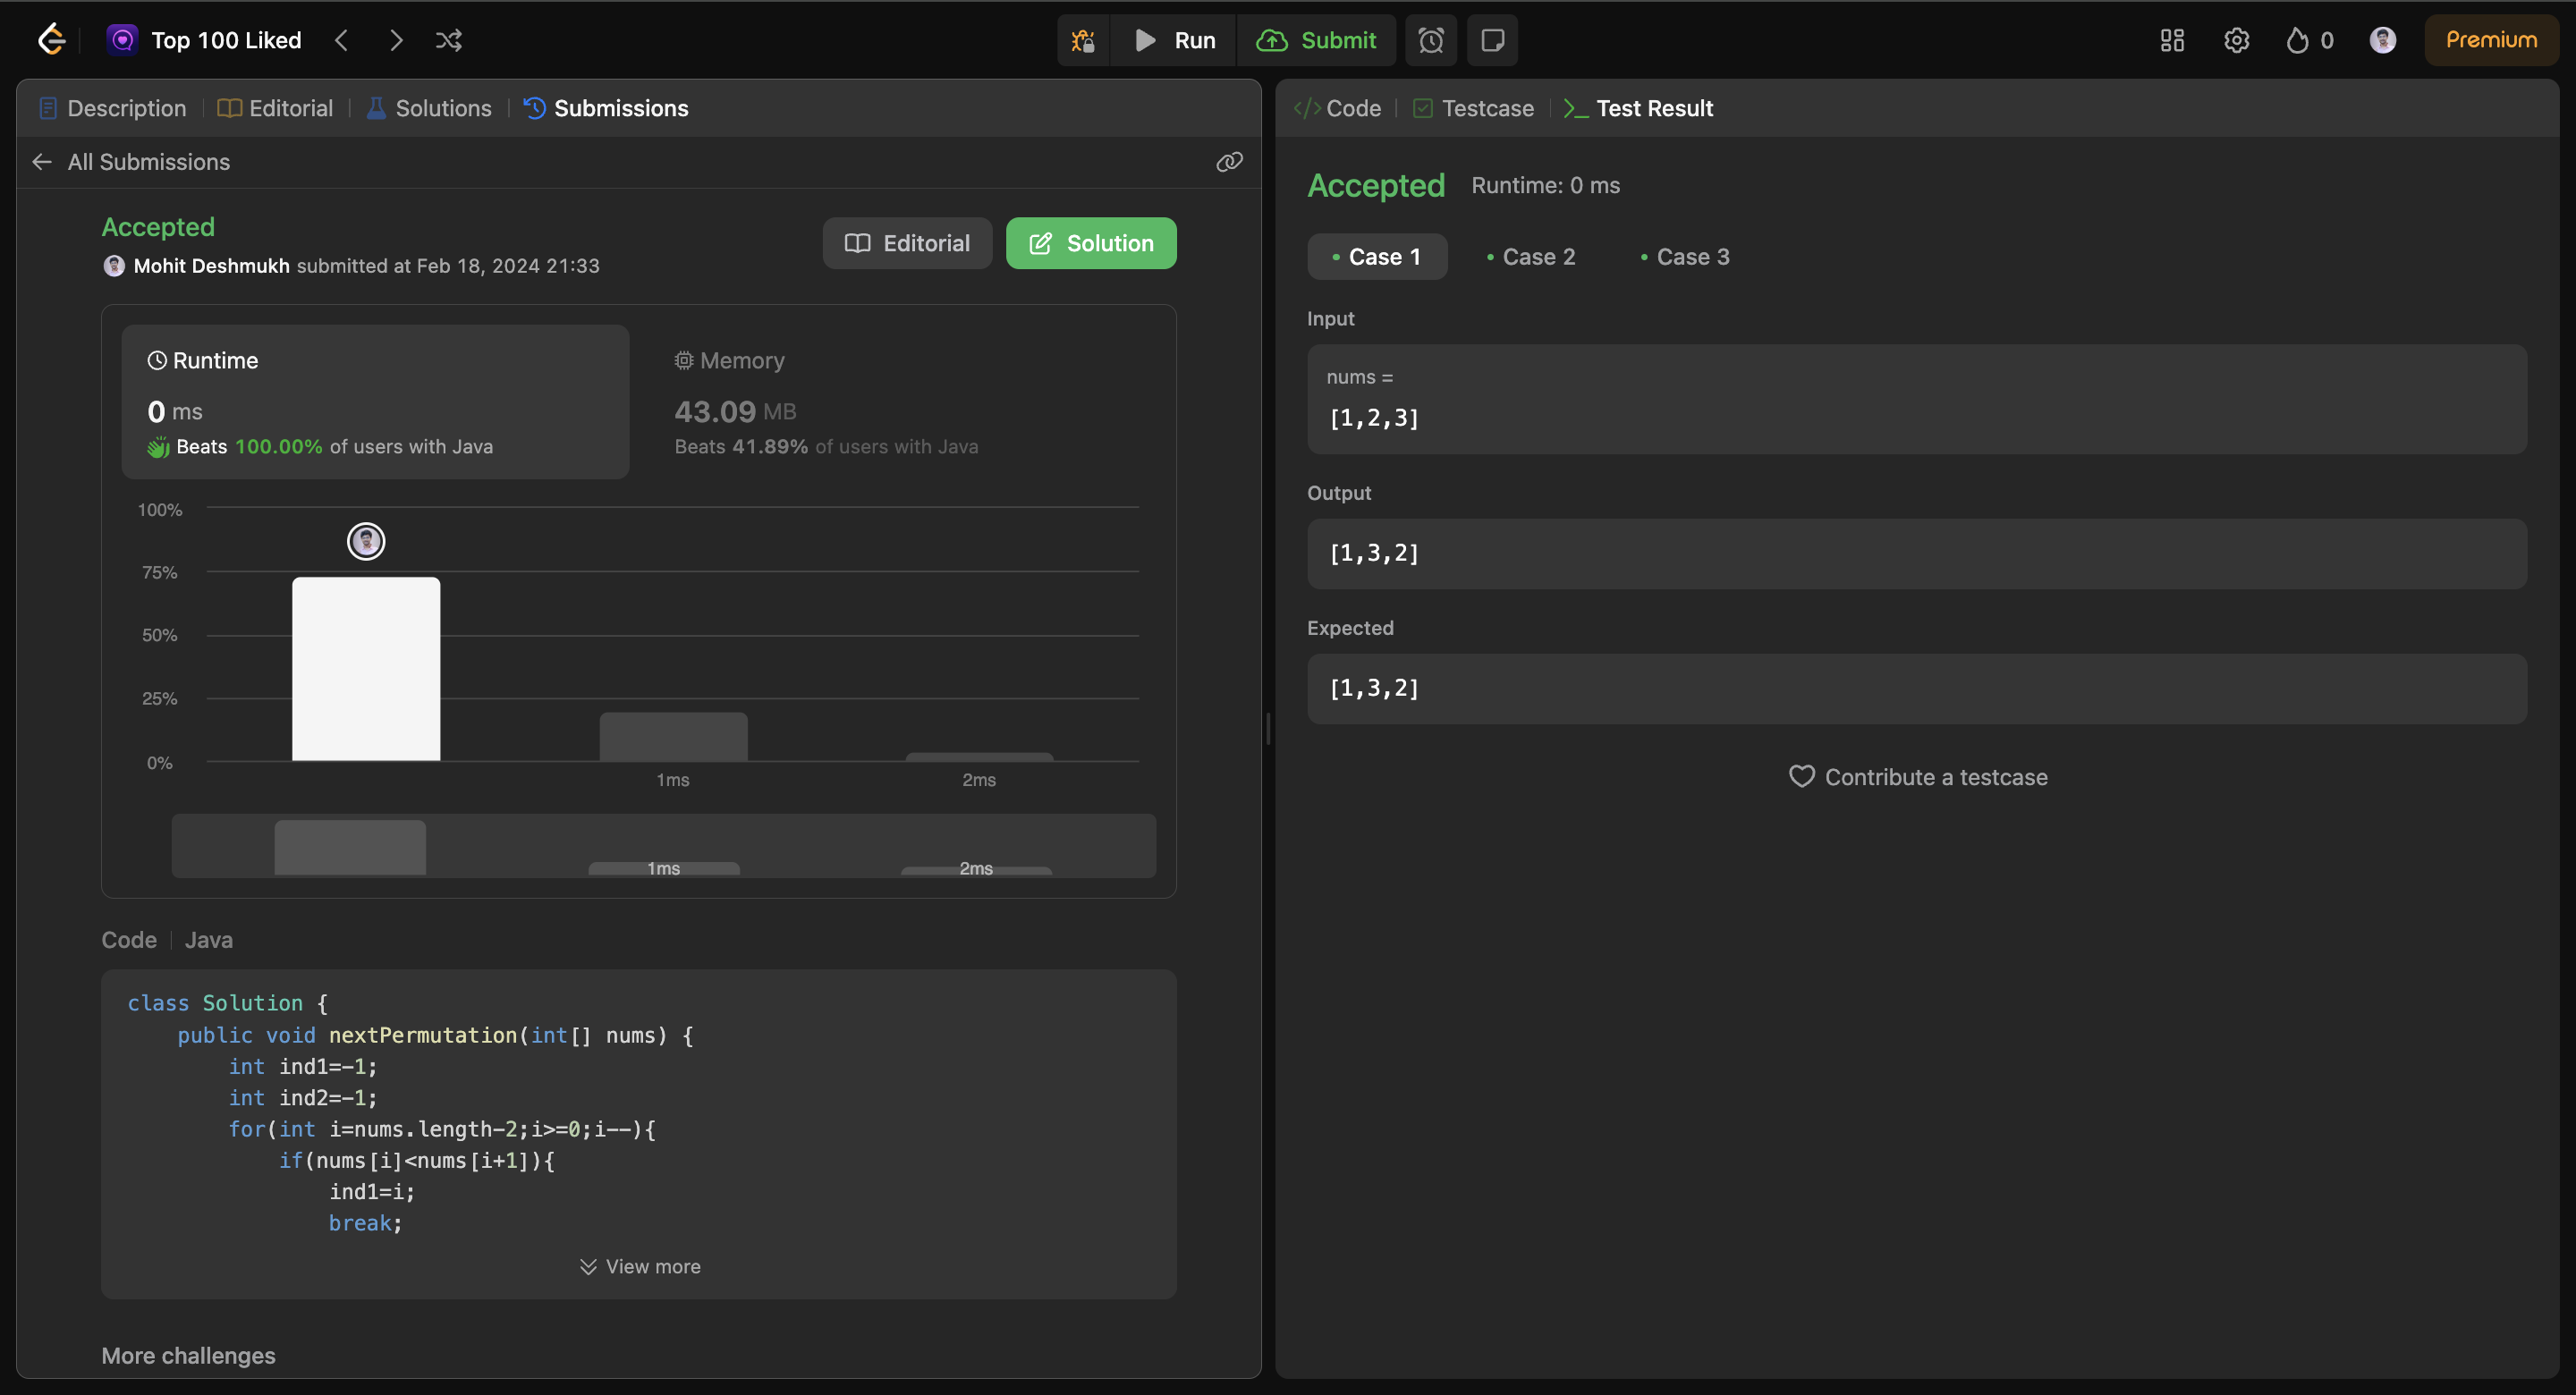 Top 100 Liked
Run
Submit
0
Premium
Description
Editorial
Solutions
Submissions
All Submissions
Accepted
Mohit Deshmukh submitted at Feb 18, 2024 21:33
Editorial
Solution
Runtime
0 ms
Beats 100.00% of users with Java
Memory
43.09 MB
Beats 41.89% of users with Java
100%
75%
50%
25%
0%
1ms
2ms
1ms
2ms
Code
Java
class Solution {
    public void nextPermutation(int[] nums) {
        int ind1=-1;
        int ind2=-1;
        for(int i=nums.length-2;i>=0;i--){
            if(nums[i]<nums[i+1]){
                ind1=i;
                break;
View more
More challenges
Code
Testcase
Test Result
Accepted
Runtime: 0 ms
Case 1
Case 2
Case 3
Input
nums =
[1,2,3]
Output
[1,3,2]
Expected
[1,3,2]
Contribute a testcase